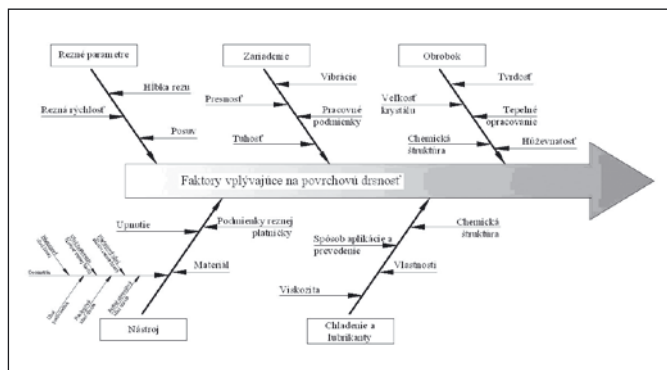 Rezné parametre
Zariadenie
Obrobok
Hĺbka rezu
Rezná rýchlosť
Posuv
Vibrácie
Presnosť
Pracovné
podmienky
Tuhosť
Tvrdosť
Veľkosť
krystálu
Tepelné
opracovanie
Chemická
štruktúra
Húževnatosť
Faktory vplývajúce na povrchovú drsnosť
Upnutie
Podmienky reznej
platničky
Materiál
Nástroj
Chemická
štruktúra
Spôsob aplikácie a
prevedenie
Vlastnosti
Viskozita
Chladenie a
lubrikanty